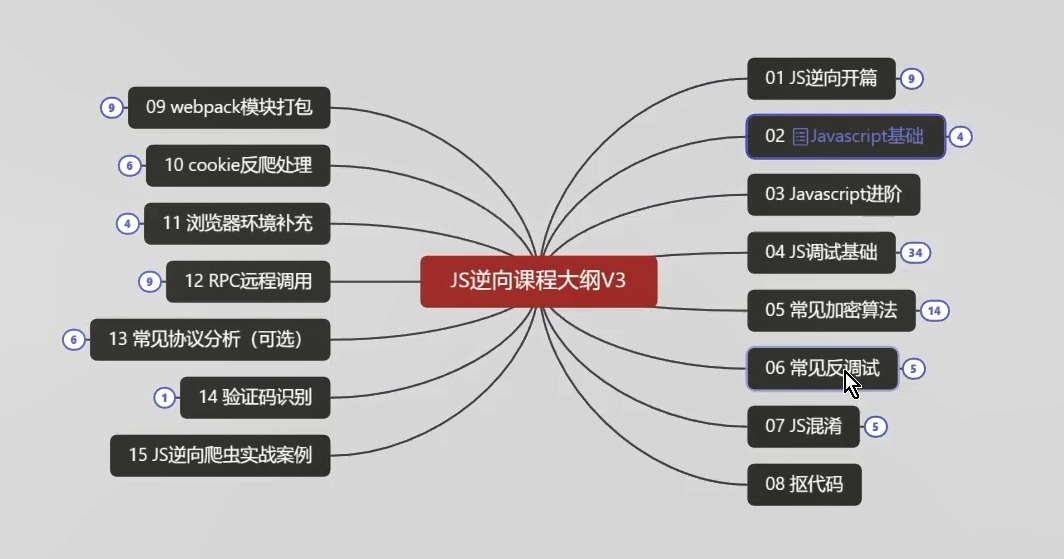 JS逆向课程大纲V3
01 JS逆向开篇 9
02 Javascript基础 4
03 Javascript进阶
04 JS调试基础 34
05 常见加密算法 14
06 常见反调试 5
07 JS混淆 5
08 抠代码
9 09 webpack模块打包
6 10 cookie反爬处理
4 11 浏览器环境补充
9 12 RPC远程调用
6 13 常见协议分析（可选）
1 14 验证码识别
15 JS逆向爬虫实战案例